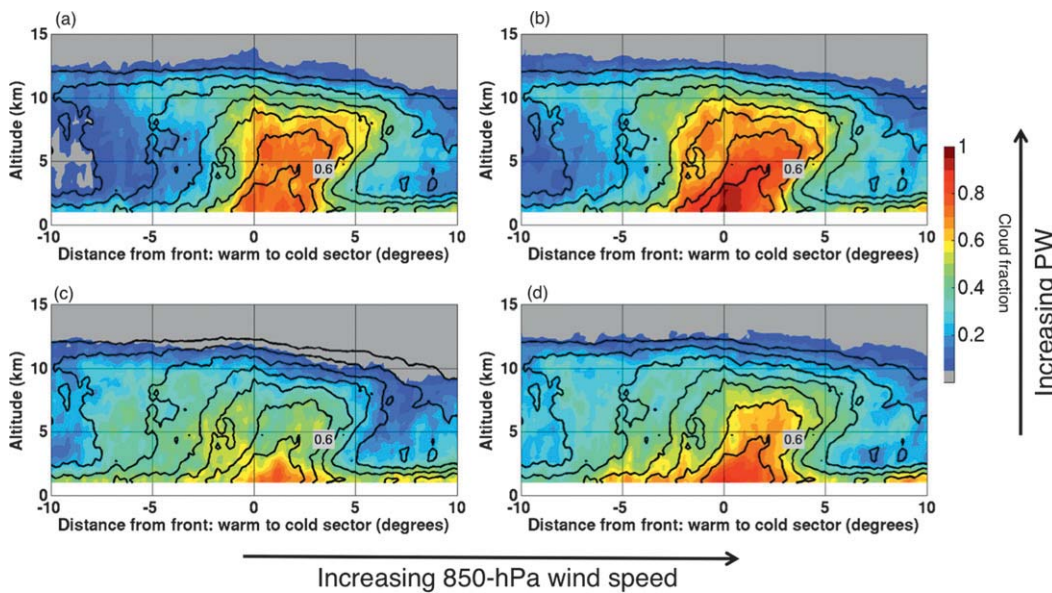 (a)
(b)
15
10
5
0
Altitude (km)
-10 -5 0 5 10
Distance from front: warm to cold sector (degrees)
0.6
15
10
5
0
Altitude (km)
-10 -5 0 5 10
Distance from front: warm to cold sector (degrees)
0.6
(c)
(d)
15
10
5
0
Altitude (km)
-10 -5 0 5 10
Distance from front: warm to cold sector (degrees)
0.6
15
10
5
0
Altitude (km)
-10 -5 0 5 10
Distance from front: warm to cold sector (degrees)
0.6
1
0.8
0.6
0.4
0.2
Cloud fraction
Increasing PW
Increasing 850-hPa wind speed